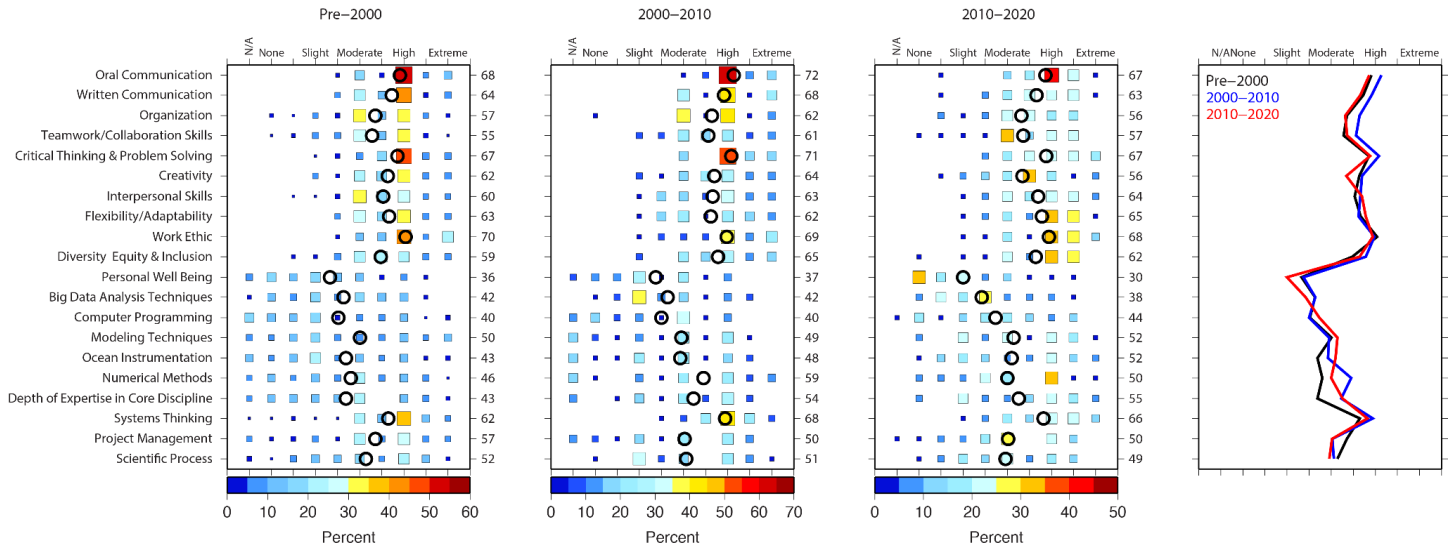 Pre−2000 2000−2010 2010−2020
N/A None Slight Moderate High Extreme N/A None Slight Moderate High Extreme N/A None Slight Moderate High Extreme N/A None Slight Moderate High Extreme
Oral Communication 68 72 67
Written Communication 64 68 63
Organization 57 62 56
Teamwork/Collaboration Skills 55 61 57
Critical Thinking & Problem Solving 67 71 67
Creativity 62 64 56
Interpersonal Skills 60 63 64
Flexibility/Adaptability 63 62 65
Work Ethic 70 69 68
Diversity Equity & Inclusion 59 65 62
Personal Well Being 36 37 30
Big Data Analysis Techniques 42 42 38
Computer Programming 40 40 44
Modeling Techniques 50 49 52
Ocean Instrumentation 43 48 52
Numerical Methods 46 59 50
Depth of Expertise in Core Discipline 43 54 55
Systems Thinking 62 68 66
Project Management 57 50 50
Scientific Process 52 51 49
Pre−2000
2000−2010
2010−2020
0 10 20 30 40 50 60 0 10 20 30 40 50 60 70 0 10 20 30 40 50
Percent Percent Percent